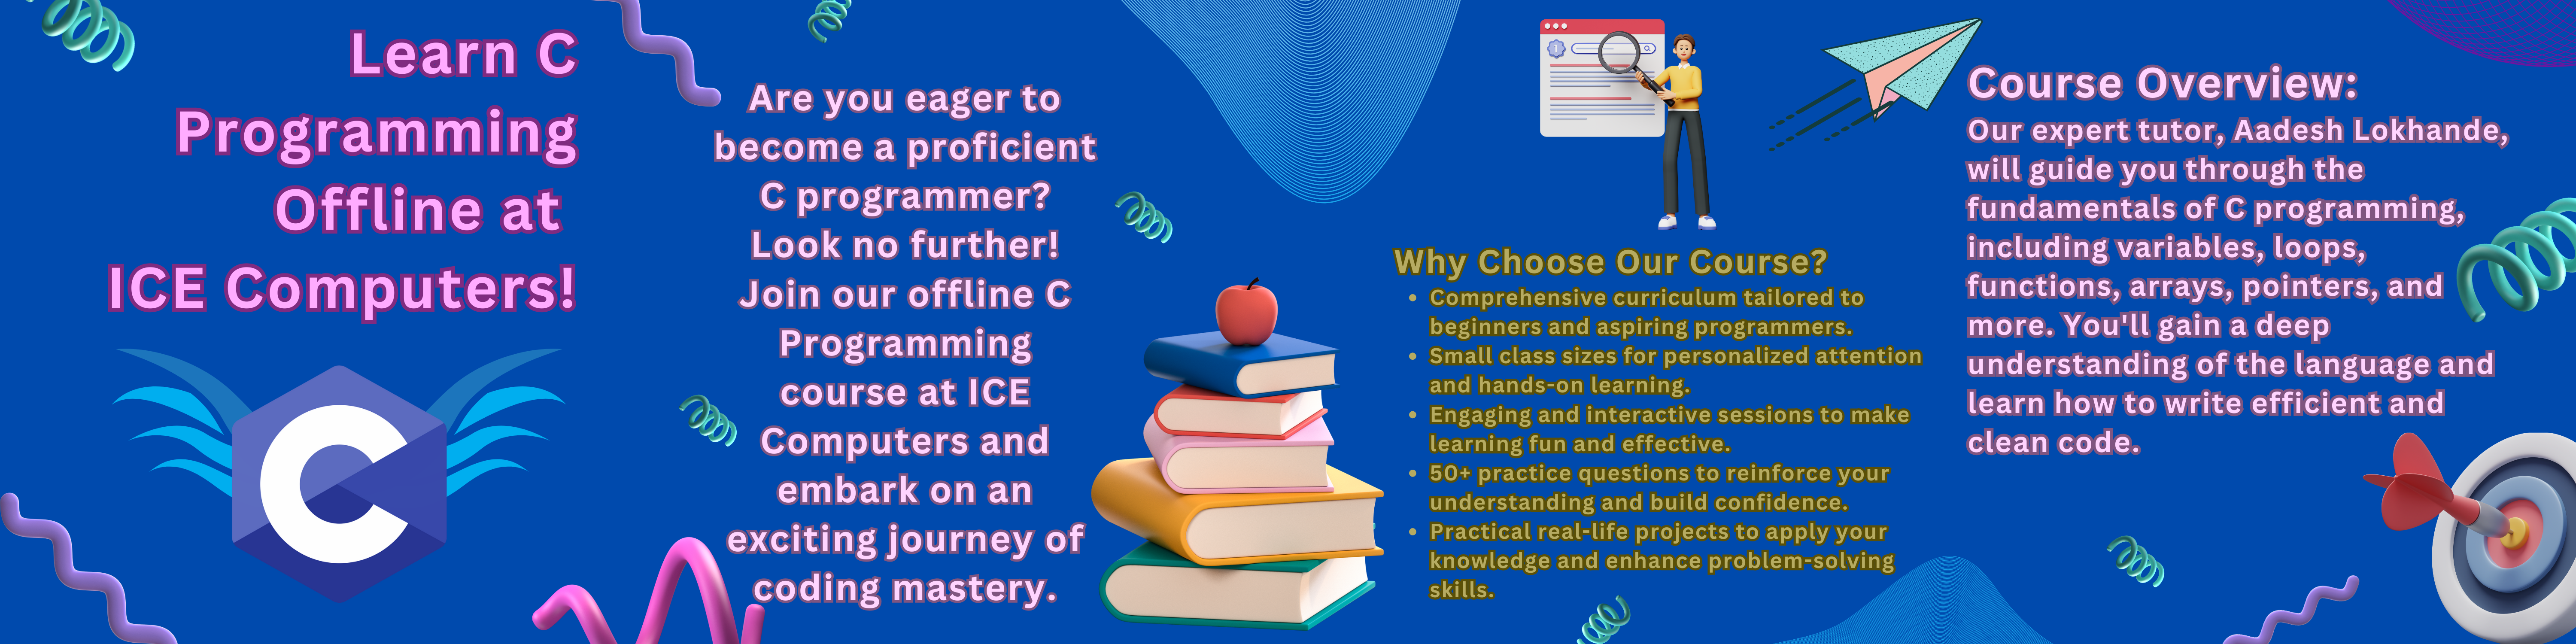 Learn C
Programming
Offline at
ICE Computers!
C
Are you eager to
become a proficient
C programmer?
Look no further!
Join our offline C
Programming
course at ICE
Computers and
embark on an
exciting journey of
coding mastery.
1
Why Choose Our Course?
• Comprehensive curriculum tailored to
beginners and aspiring programmers.
• Small class sizes for personalized attention
and hands-on learning.
• Engaging and interactive sessions to make
learning fun and effective.
• 50+ practice questions to reinforce your
understanding and build confidence.
• Practical real-life projects to apply your
knowledge and enhance problem-solving
skills.
Course Overview:
Our expert tutor, Aadesh Lokhande,
will guide you through the
fundamentals of C programming,
including variables, loops,
functions, arrays, pointers, and
more. You'll gain a deep
understanding of the language and
learn how to write efficient and
clean code.